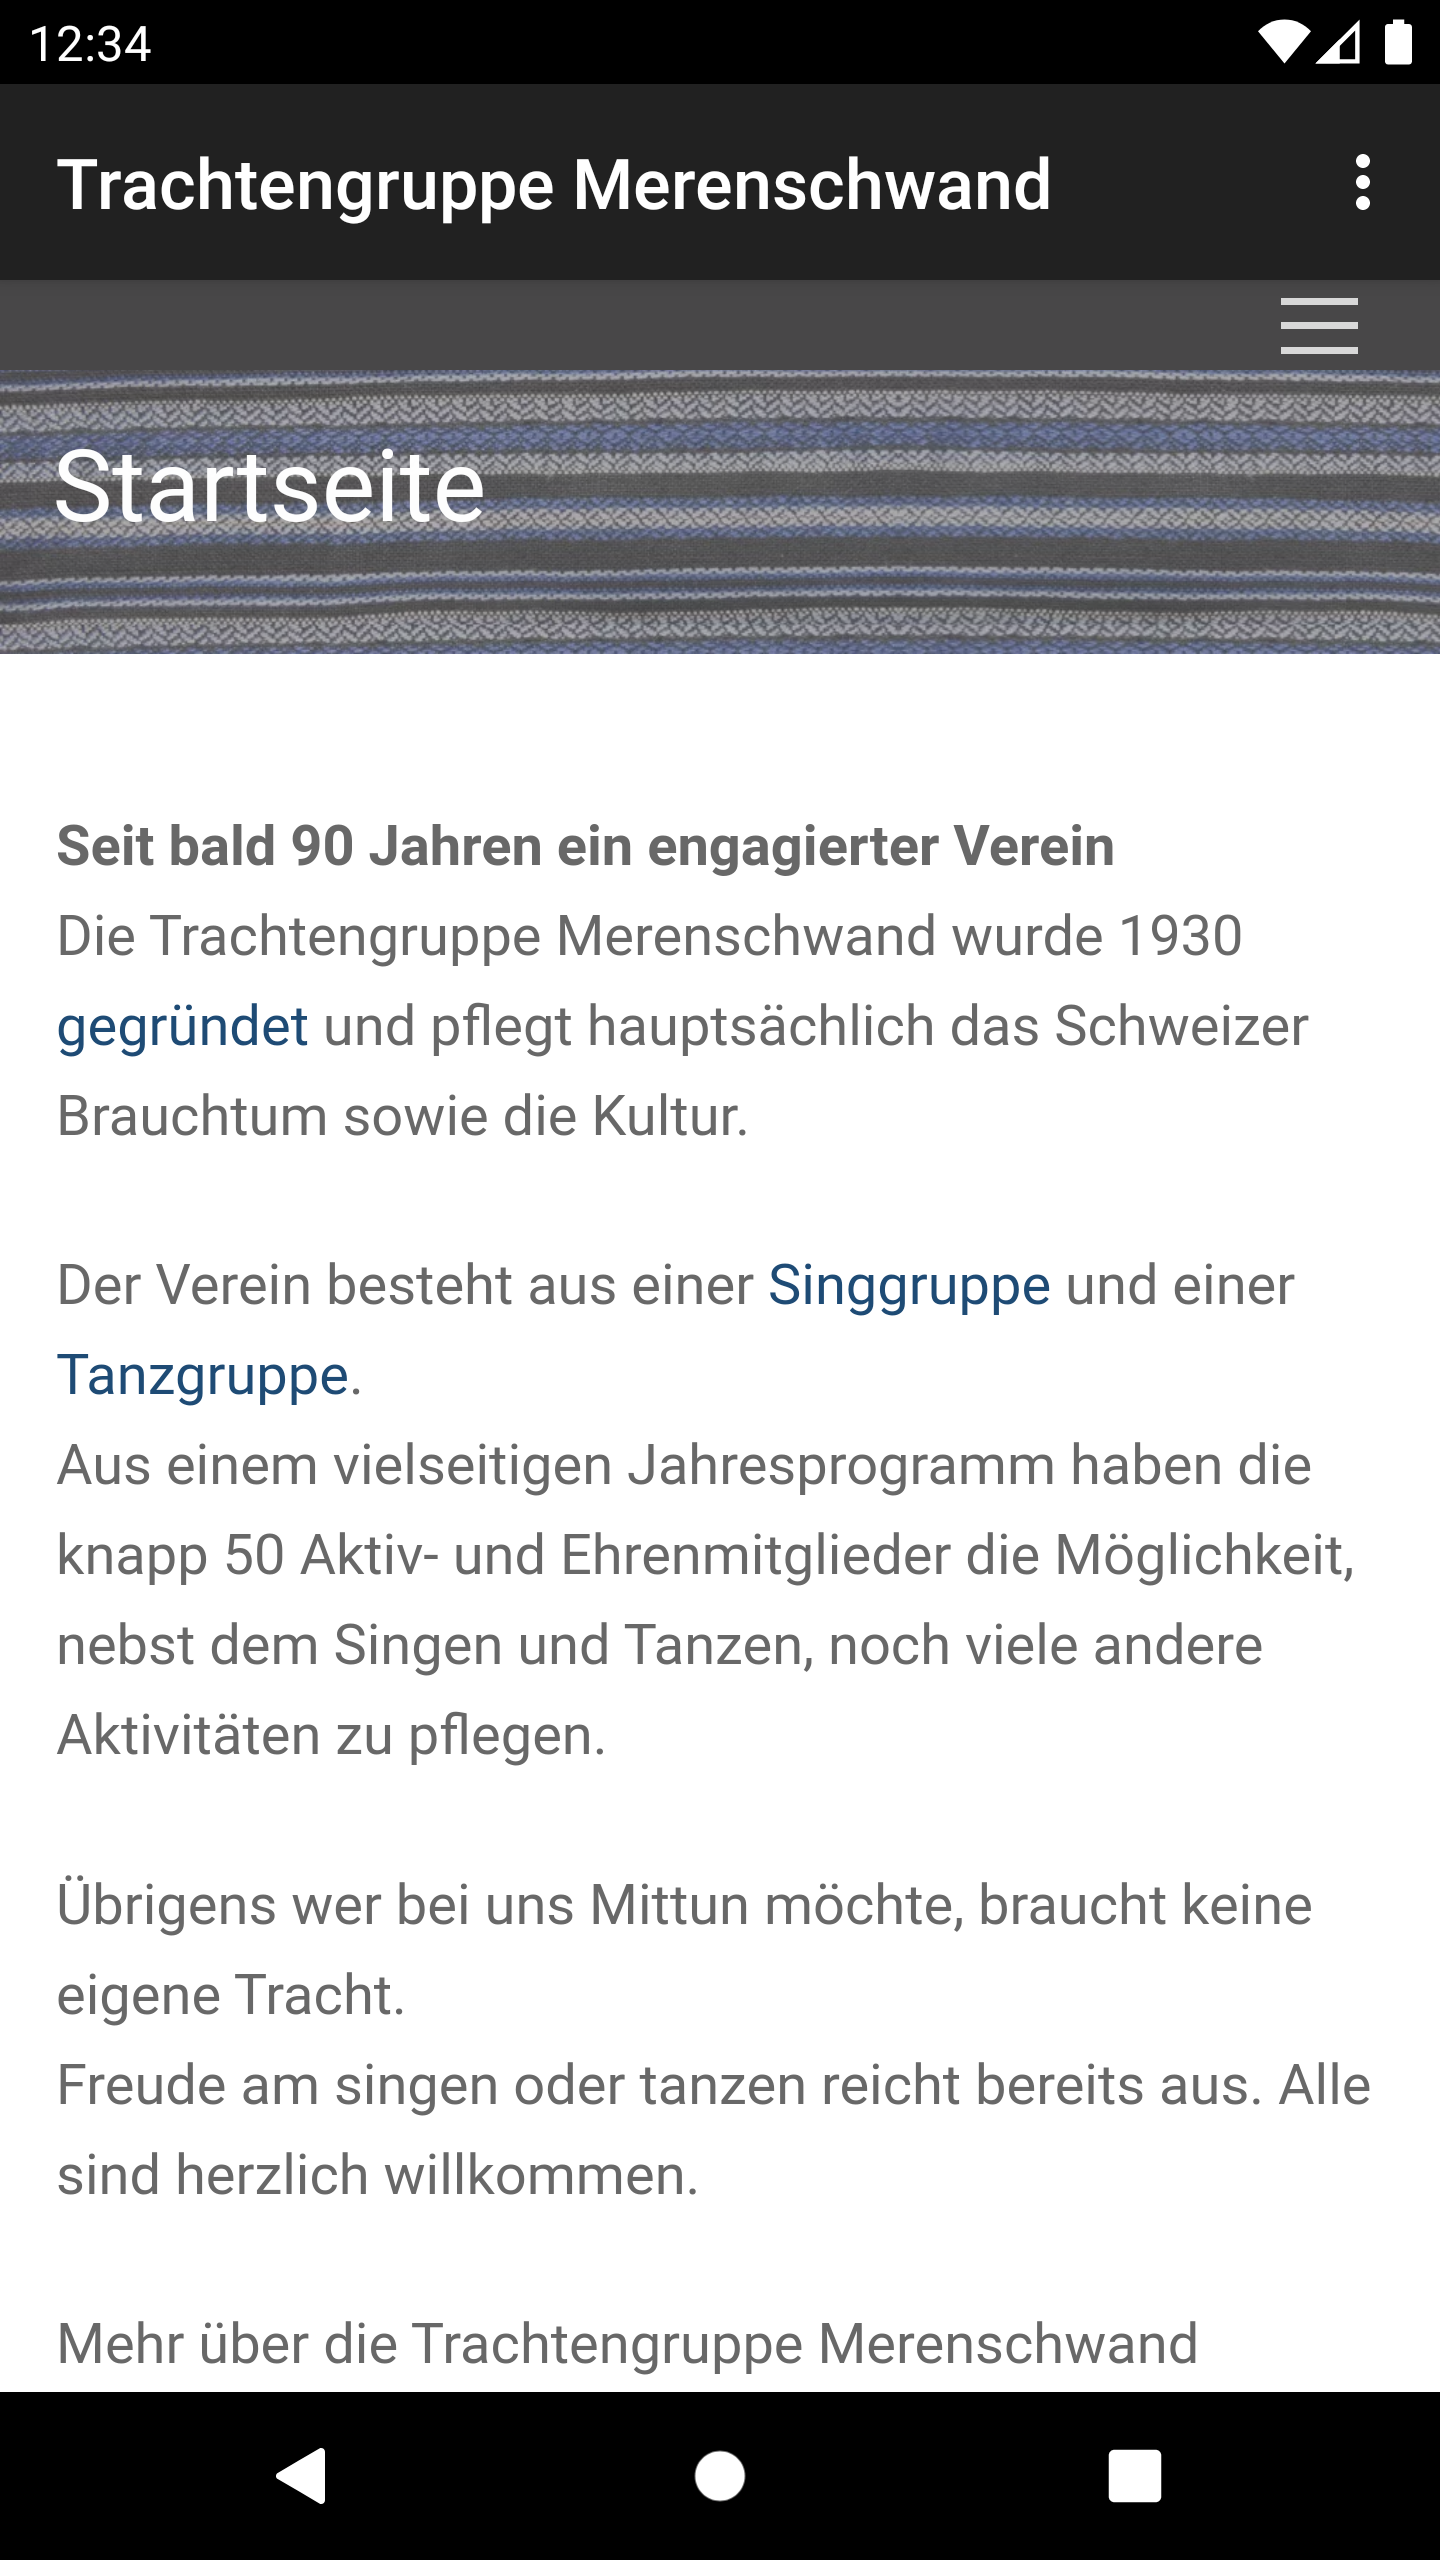 12:34
Trachtengruppe Merenschwand
Startseite
Seit bald 90 Jahren ein engagierter Verein
Die Trachtengruppe Merenschwand wurde 1930
gegründet und pflegt hauptsächlich das Schweizer
Brauchtum sowie die Kultur.
Der Verein besteht aus einer Singgruppe und einer
Tanzgruppe.
Aus einem vielseitigen Jahresprogramm haben die
knapp 50 Aktiv- und Ehrenmitglieder die Möglichkeit,
nebst dem Singen und Tanzen, noch viele andere
Aktivitäten zu pflegen.
Übrigens wer bei uns Mittun möchte, braucht keine
eigene Tracht.
Freude am singen oder tanzen reicht bereits aus. Alle
sind herzlich willkommen.
Mehr über die Trachtengruppe Merenschwand